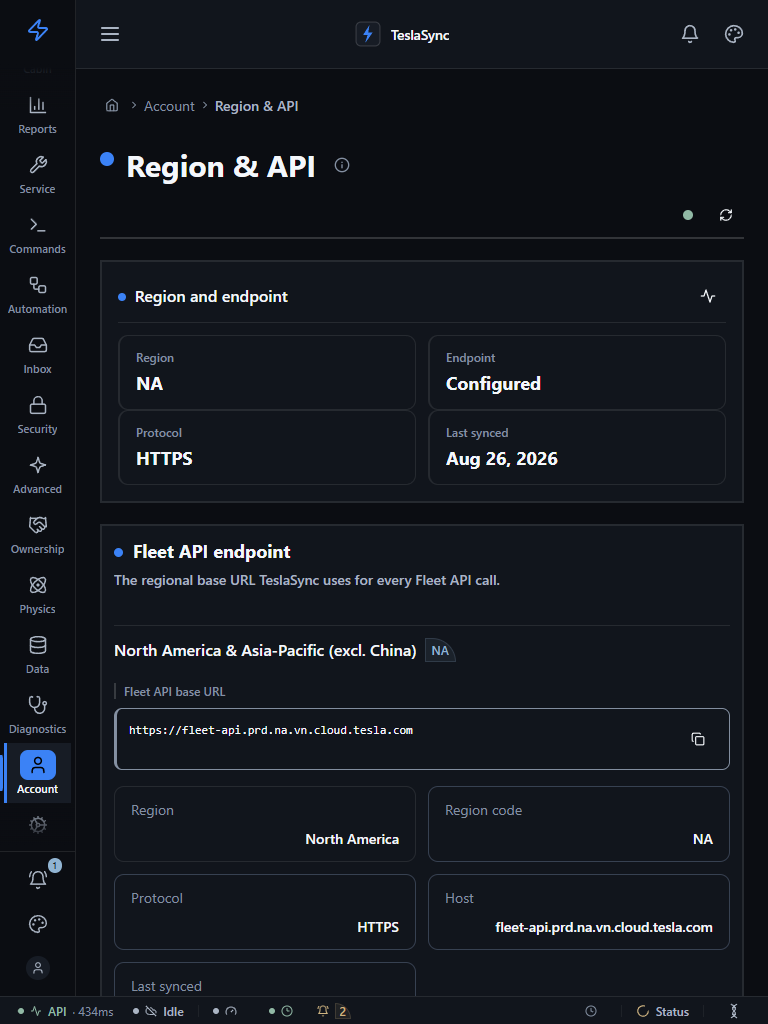 TeslaSync
Reports
Service
Commands
Automation
Inbox
Security
Advanced
Ownership
Physics
Data
Diagnostics
Account
1
Account
Region & API
Region & API
Region and endpoint
Region
NA
Endpoint
Configured
Protocol
HTTPS
Last synced
Aug 26, 2026
Fleet API endpoint
The regional base URL TeslaSync uses for every Fleet API call.
North America & Asia-Pacific (excl. China) NA
Fleet API base URL
https://fleet-api.prd.na.vn.cloud.tesla.com
Region
North America
Region code
NA
Protocol
HTTPS
Host
fleet-api.prd.na.vn.cloud.tesla.com
Last synced
API · 434ms
Idle
2
Status